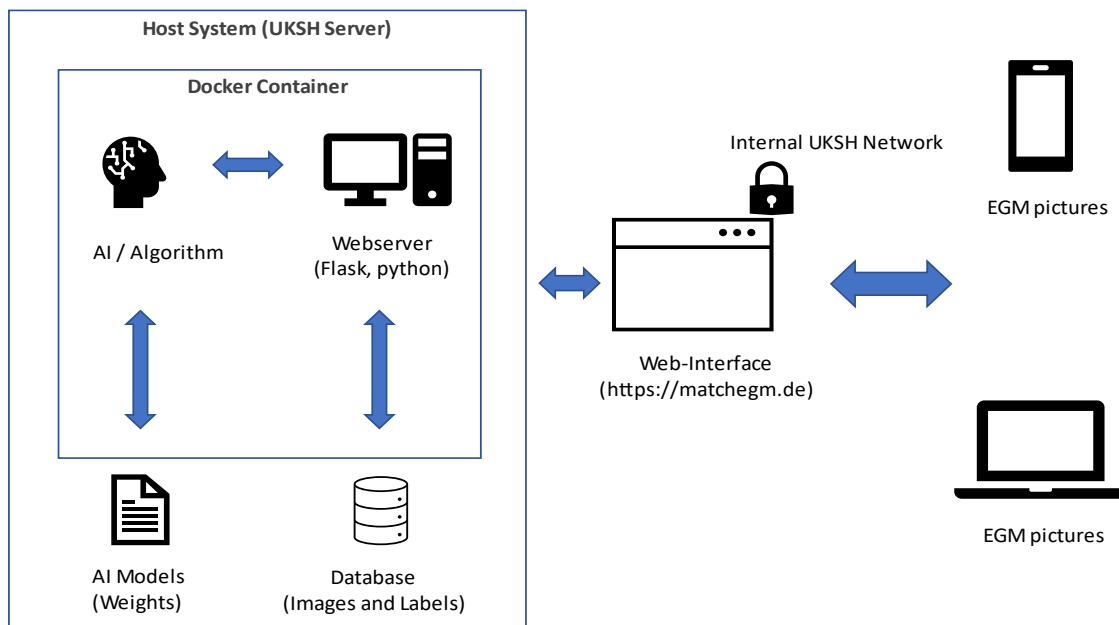 Host System (UKSH Server)
Docker Container
AI / Algorithm
Webserver
(Flask, python)
AI Models
(Weights)
Database
(Images and Labels)
Internal UKSH Network
Web-Interface
(https://matchegm.de)
EGM pictures
EGM pictures